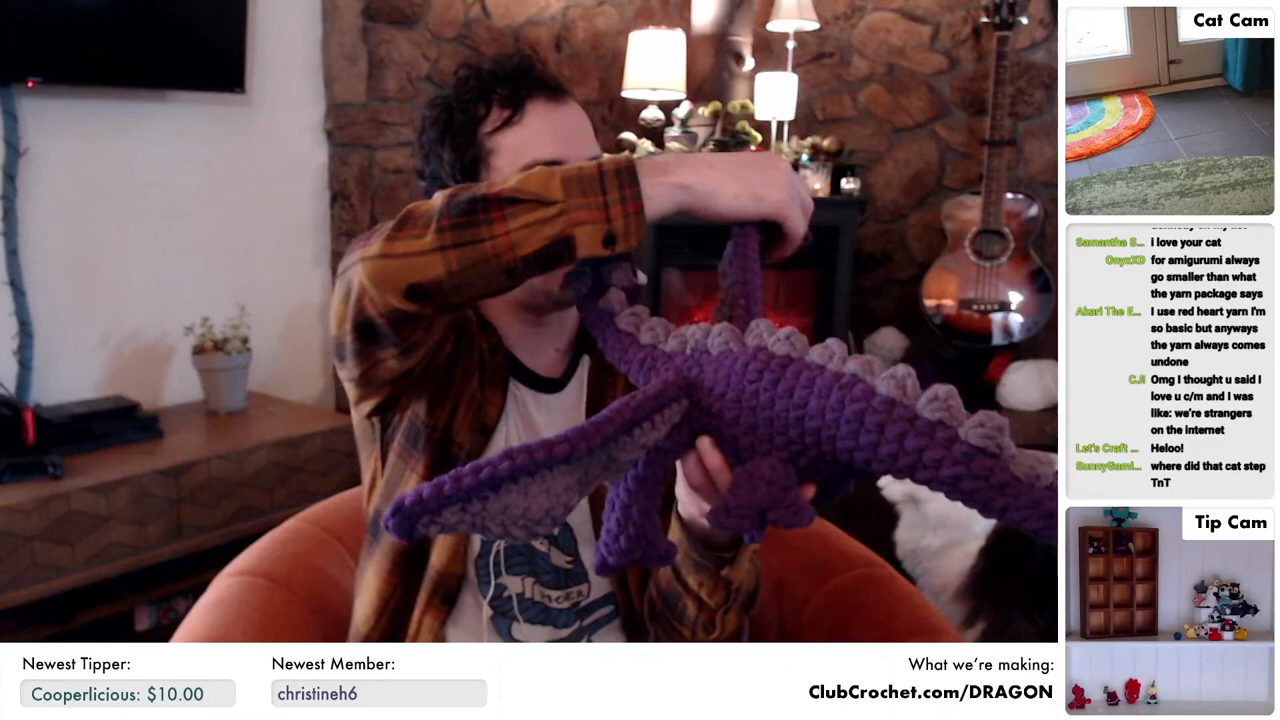 Cat Cam
Samantha S... i love your cat
OnyxXD for amigurumi always
go smaller than what
the yarn package says
Akari The E... I use red heart yarn I'm
so basic but anyways
the yarn always comes
undone
CJ! Omg I thought u said I
love u c/m and I was
like: we're strangers
on the internet
Let's Craft ... Heloo!
SunnyGami... where did that cat step
TnT
Tip Cam
Newest Tipper:
Cooperlicious: $10.00
Newest Member:
christineh6
What we're making:
ClubCrochet.com/DRAGON